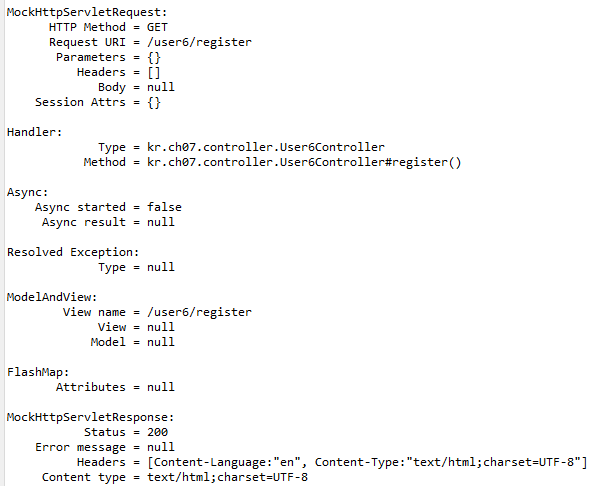 MockHttpServletRequest:
HTTP Method = GET
Request URI = /user6/register
Parameters = {}
Headers = []
Body = null
Session Attrs = {}
Handler:
Type = kr.ch07.controller.User6Controller
Method = kr.ch07.controller.User6Controller#register()
Async:
Async started = false
Async result = null
Resolved Exception:
Type = null
ModelAndView:
View name = /user6/register
View = null
Model = null
FlashMap:
Attributes = null
MockHttpServletResponse:
Status = 200
Error message = null
Headers = [Content-Language:"en", Content-Type:"text/html;charset=UTF-8"]
Content type = text/html;charset=UTF-8